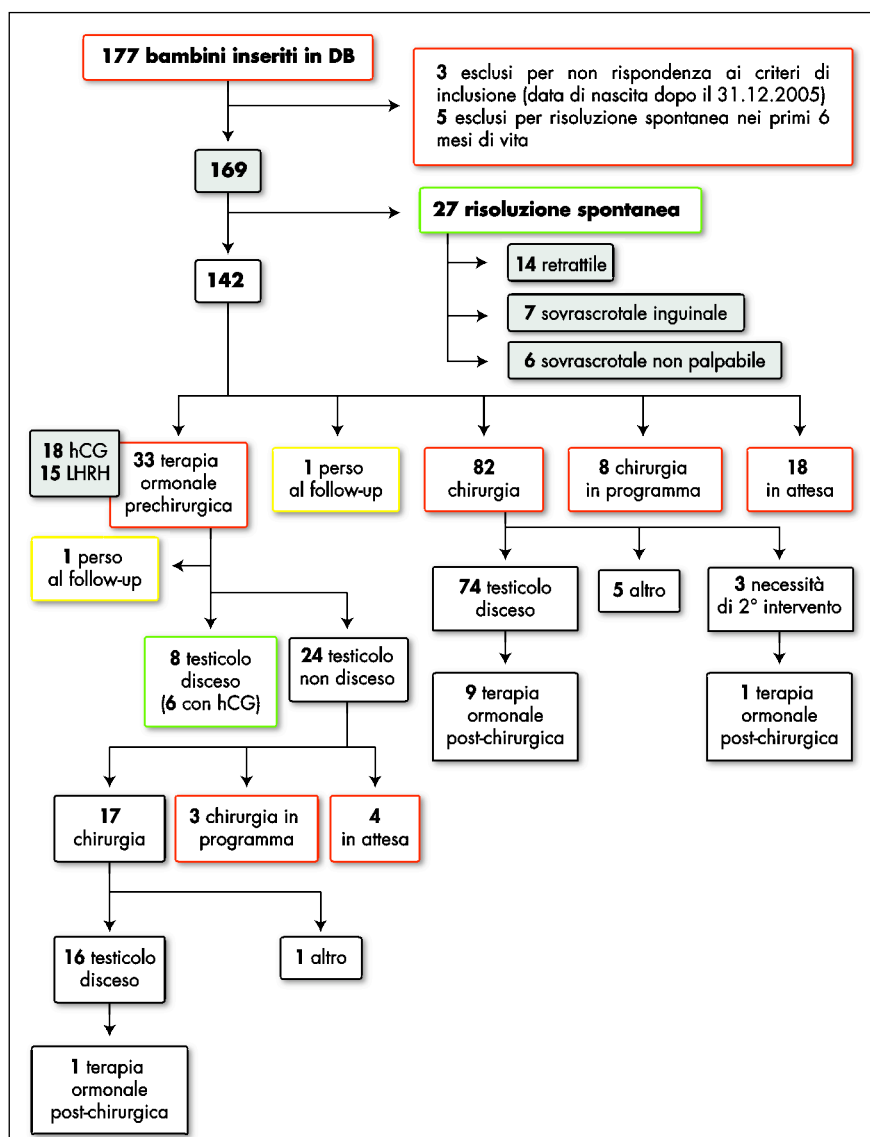 177 bambini inseriti in DB
3 esclusi per non rispondenza ai criteri di
inclusione (data di nascita dopo il 31.12.2005)
5 esclusi per risoluzione spontanea nei primi 6
mesi di vita
169
27 risoluzione spontanea
14 retrattile
7 sovrascrotale inguinale
6 sovrascrotale non palpabile
142
18 hCG
15 LHRH
33 terapia
ormonale
prechirurgica
1 perso
al follow-up
82
chirurgia
8 chirurgia
in programma
18
in attesa
1 perso
al follow-up
74 testicolo
disceso
5 altro
3 necessità
di 2° intervento
8 testicolo
disceso
(6 con hCG)
24 testicolo
non disceso
9 terapia
ormonale
post-chirurgica
1 terapia
ormonale
post-chirurgica
17
chirurgia
3 chirurgia in
programma
4
in attesa
16 testicolo
disceso
1 altro
1 terapia
ormonale
post-chirurgica